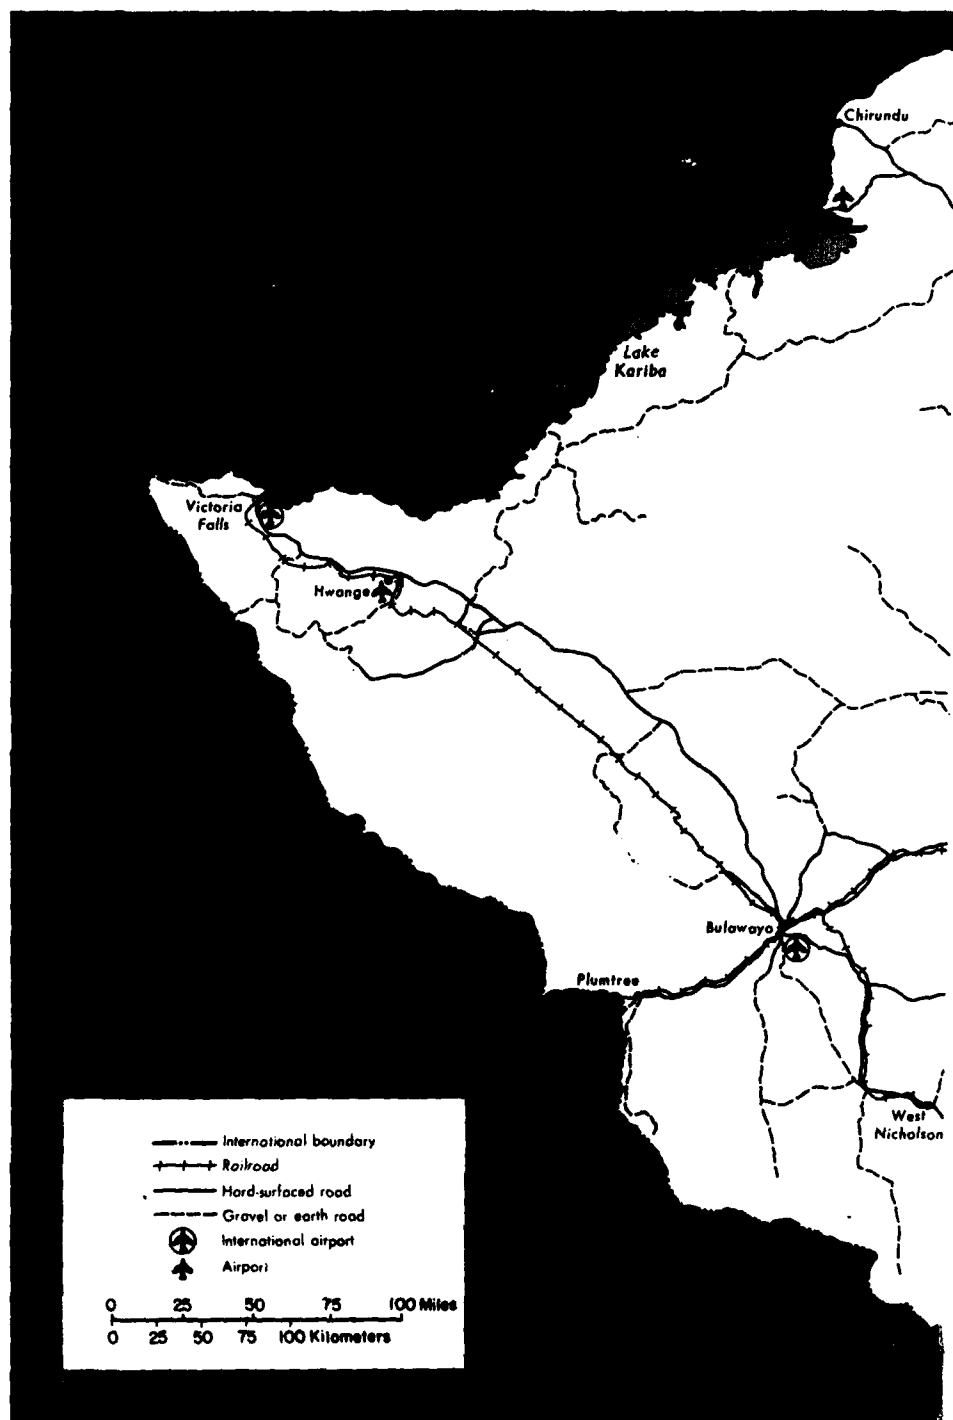 Chirundu
Lake
Kariba
Victoria
Falls
Hwange
Bulawayo
Plumtree
West
Nicholson
International boundary
Railroad
Hard-surfaced road
Gravel or earth road
International airport
Airport
0 25 50 75 100 Miles
0 25 50 75 100 Kilometers